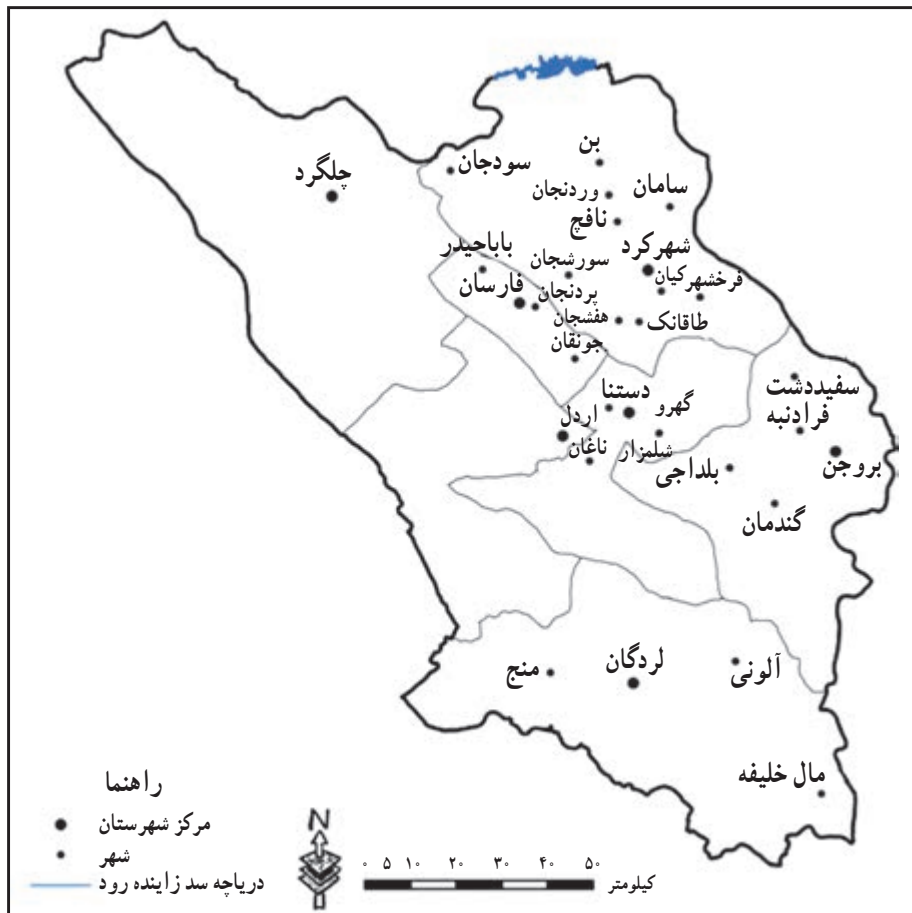 بن
سودجان
چلگرد
وردنجان
سامان
نافچ
باباحیدر
سورشجان
شهرکرد
فرخشهر
کیان
فارسان
پردنجان
هفشجان
طاقانک
جونقان
دستنا
گهرو
سفیددشت
فرادنبه
اردل
ناغان
شلمزار
بلداجی
بروجن
گندمان
منج
لردگان
آلونی
مال خلیفه
راهنما
مرکز شهرستان
شهر
دریاچه سد زاینده رود
N
۰ ۵ ۱۰ ۲۰ ۳۰ ۴۰ ۵۰
کیلومتر